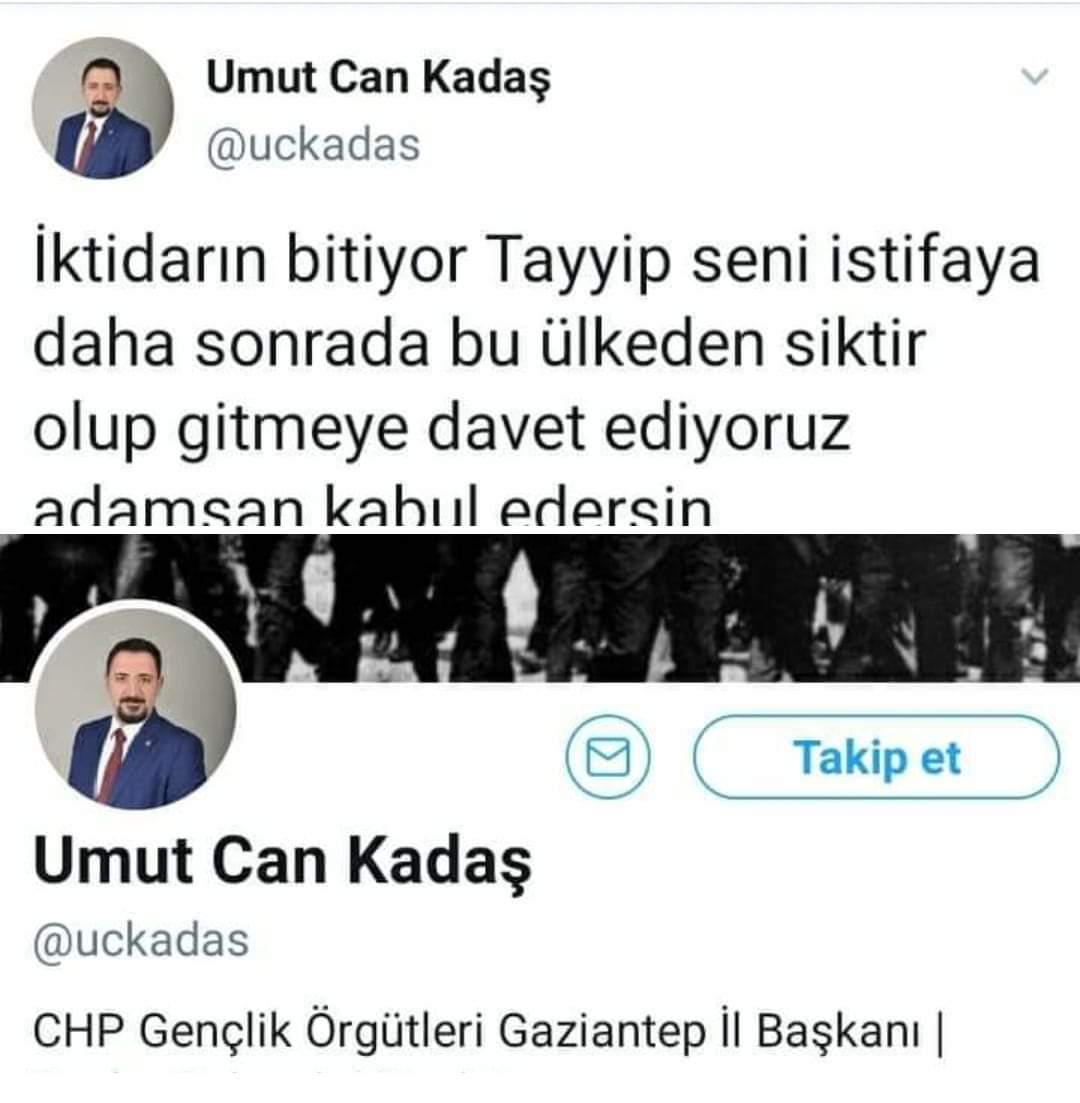 Umut Can Kadaş
@uckadas
İktidarın bitiyor Tayyip seni istifaya
daha sonrada bu ülkeden siktir
olup gitmeye davet ediyoruz
adamsan kabul edersin
Takip et
Umut Can Kadaş
@uckadas
CHP Gençlik Örgütleri Gaziantep İl Başkanı |